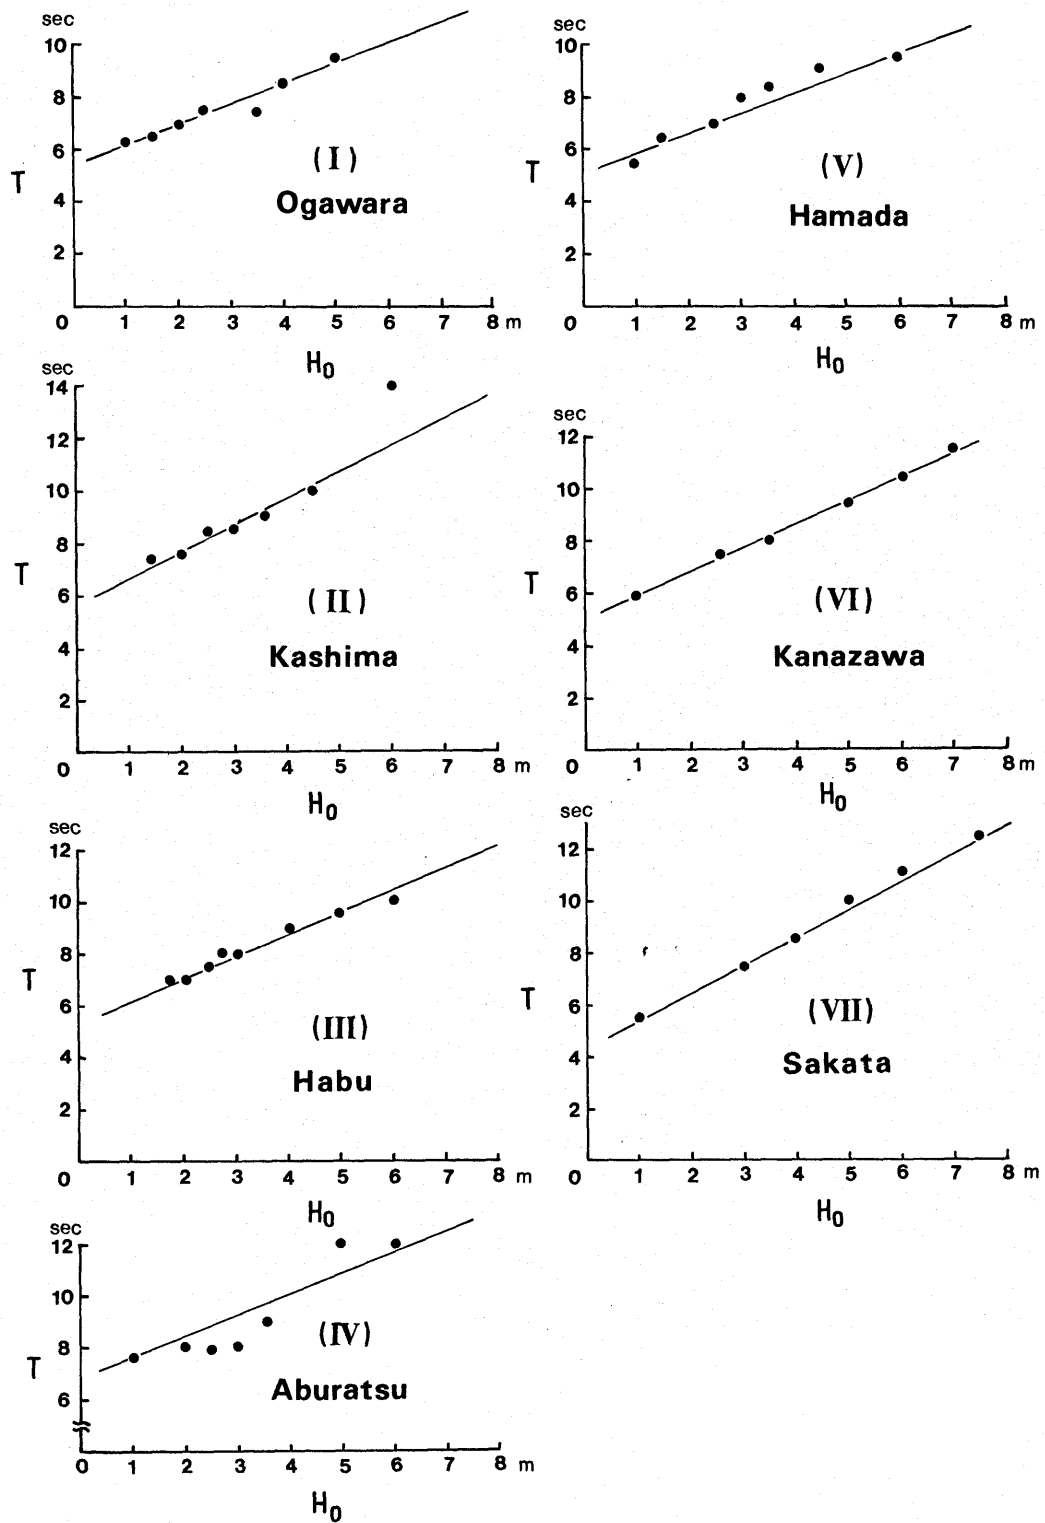 sec
10
8
6
T
4
2
(I)
Ogawara
0 1 2 3 4 5 6 7 8 m
H0
sec
10
8
6
T
4
2
(V)
Hamada
0 1 2 3 4 5 6 7 8 m
H0
sec
14
12
10
8
T
6
4
2
(II)
Kashima
0 1 2 3 4 5 6 7 8 m
H0
sec
12
10
8
T
6
4
2
(VI)
Kanazawa
0 1 2 3 4 5 6 7 8 m
H0
sec
12
10
8
T
6
4
2
(III)
Habu
0 1 2 3 4 5 6 7 8 m
H0
sec
12
10
8
T
6
4
2
(VII)
Sakata
0 1 2 3 4 5 6 7 8 m
H0
sec
12
10
8
T
6
(IV)
Aburatsu
0 1 2 3 4 5 6 7 8 m
H0